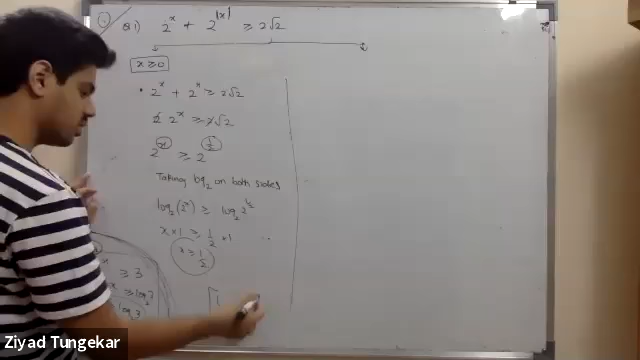 Q1) 2^x + 2^|x| ≥ 2√2
x ≥ 0
• 2^x + 2^x ≥ 2√2
2 2^x ≥ 2√2
2^x ≥ 2^½
Taking log₂ on both sides
log₂(2^x) ≥ log₂ 2^½
x × 1 ≥ ½ × 1
x ≥ ½
≥ 3
x ≥ log₂3
log₂3
Ziyad Tungekar